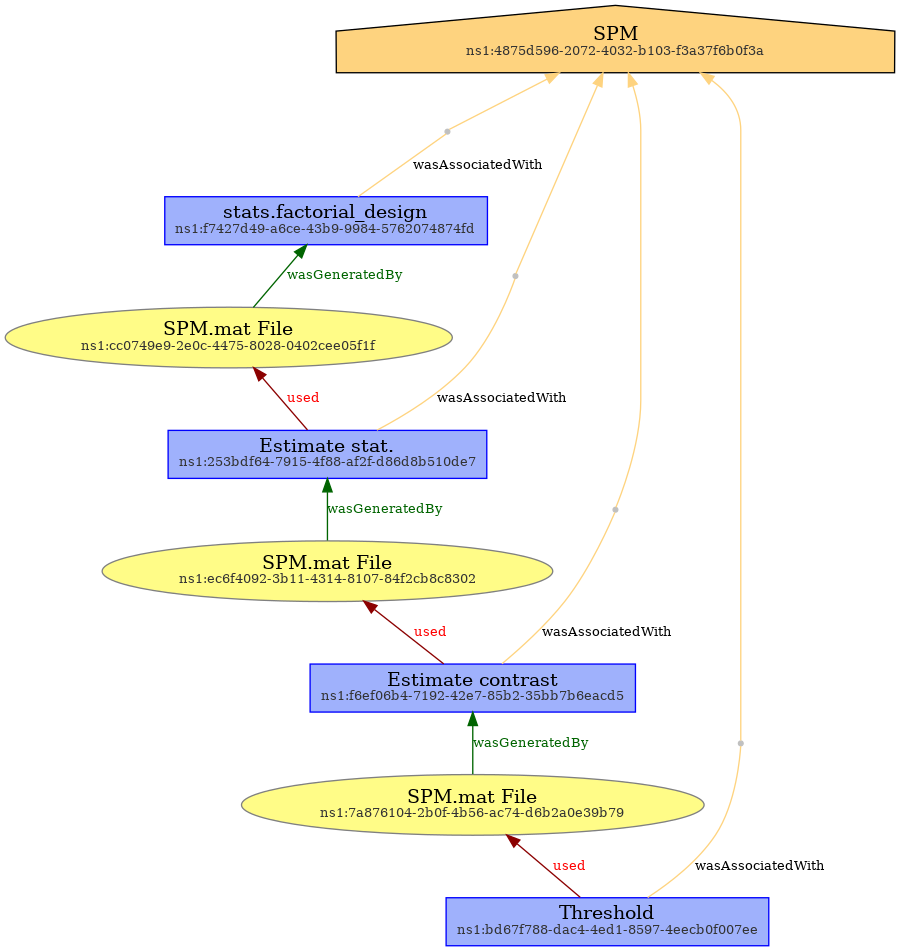 SPM
ns1:4875d596-2072-4032-b103-f3a37f6b0f3a
wasAssociatedWith
stats.factorial_design
ns1:f7427d49-a6ce-43b9-9984-5762074874fd
wasGeneratedBy
SPM.mat File
ns1:cc0749e9-2e0c-4475-8028-0402cee05f1f
used
wasAssociatedWith
Estimate stat.
ns1:253bdf64-7915-4f88-af2f-d86d8b510de7
wasGeneratedBy
SPM.mat File
ns1:ec6f4092-3b11-4314-8107-84f2cb8c8302
used
wasAssociatedWith
Estimate contrast
ns1:f6ef06b4-7192-42e7-85b2-35bb7b6eacd5
wasGeneratedBy
SPM.mat File
ns1:7a876104-2b0f-4b56-ac74-d6b2a0e39b79
used
wasAssociatedWith
Threshold
ns1:bd67f788-dac4-4ed1-8597-4eecb0f007ee